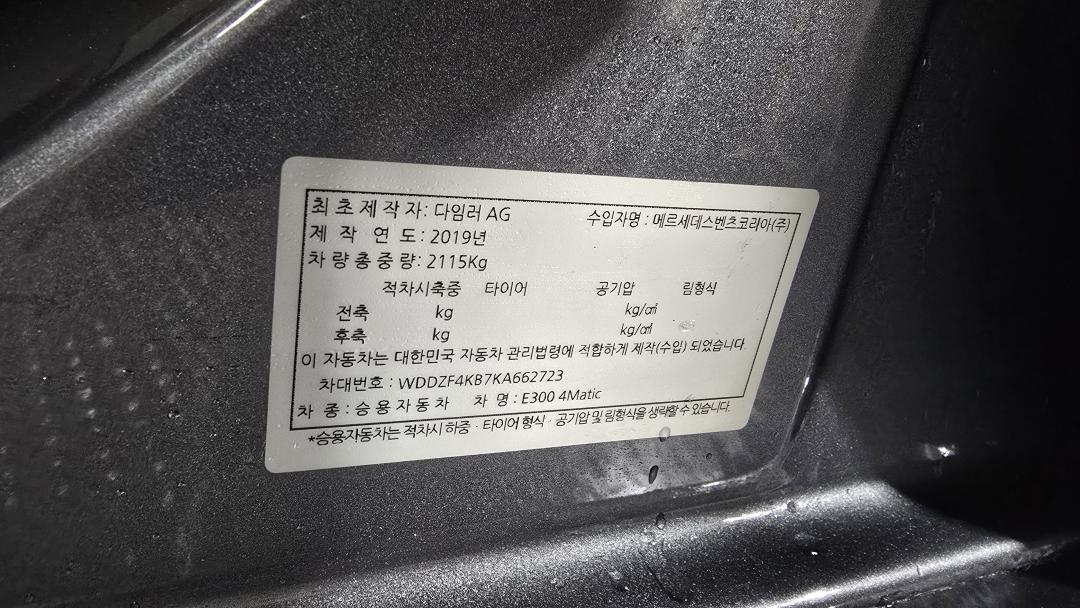 최초제작자: 다임러 AG 수입자명 : 메르세데스벤츠코리아(주)
제작 연도: 2019년
차량총중량: 2115Kg
적차시축중 타이어 공기압 림형식
전축 kg kg/㎠
후축 kg kg/㎠
이 자동차는 대한민국 자동차 관리법령에 적합하게 제작(수입) 되었습니다.
차대번호 : WDDZF4KB7KA662723
차 종 : 승용자동차 차 명 : E300 4Matic
*승용자동차는 적차시 하중 · 타이어 형식 · 공기압 및 림형식을 생략할 수 있습니다.